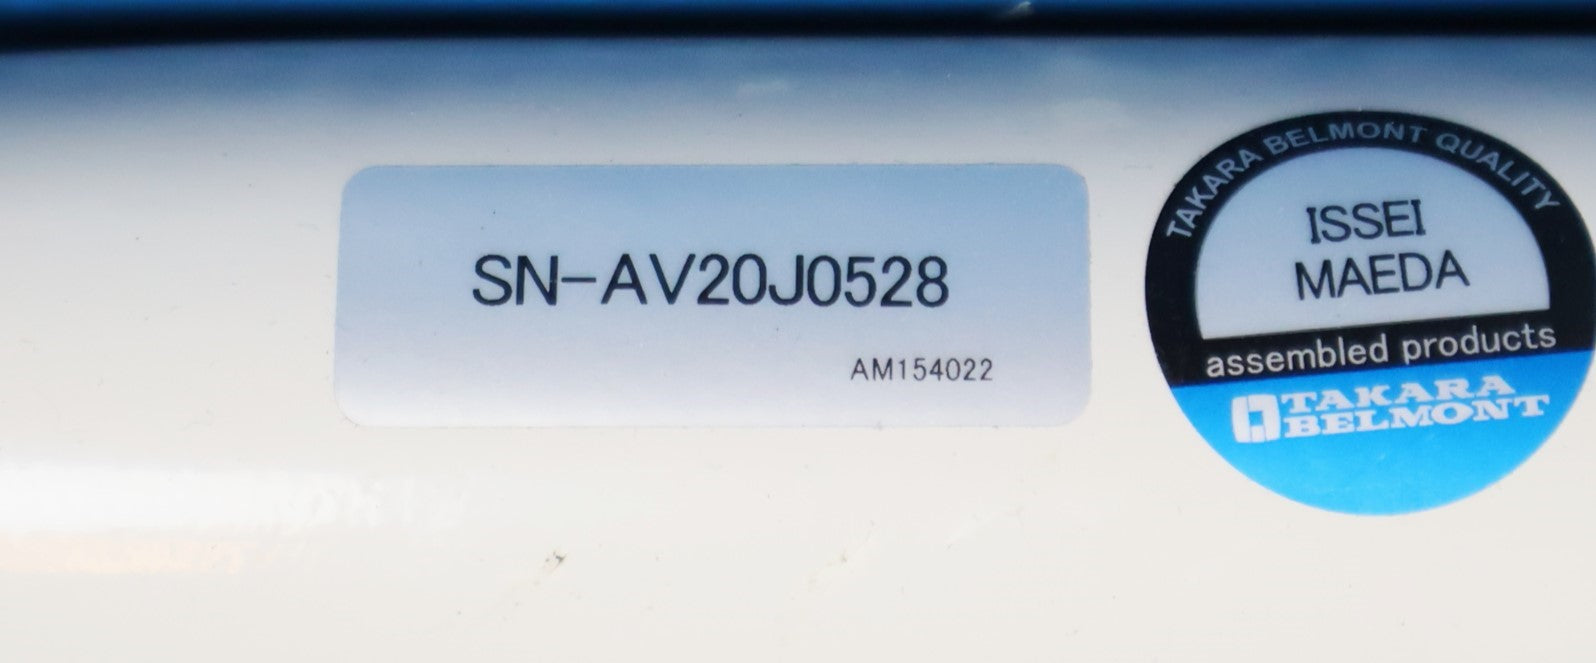 SN-AV20J0528
AM154022
TAKARA BELMONT QUALITY
ISSEI
MAEDA
assembled products
TAKARA
BELMONT